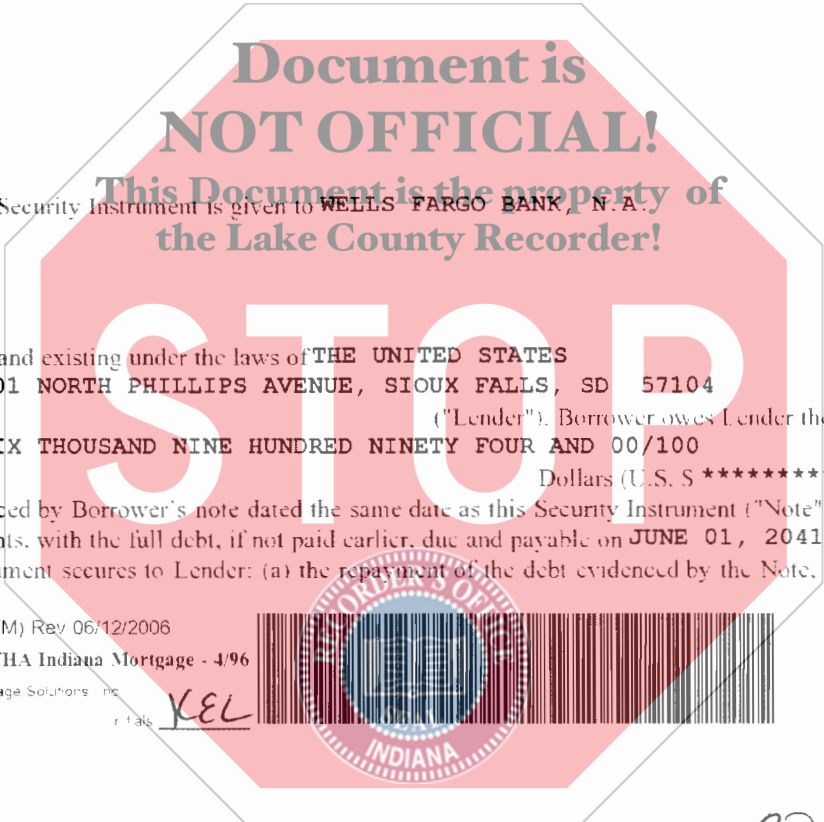 Document is
NOT OFFICIAL!
This Document is the property of
Security Instrument is given to WELLS FARGO BANK, N.A.
the Lake County Recorder!
STOP
and existing under the laws of THE UNITED STATES
01 NORTH PHILLIPS AVENUE, SIOUX FALLS, SD 57104
("Lender"). Borrower owes Lender the
IX THOUSAND NINE HUNDRED NINETY FOUR AND 00/100
Dollars (U.S. $ *********
ced by Borrower's note dated the same date as this Security Instrument ("Note"
nts, with the full debt, if not paid earlier, due and payable on JUNE 01, 2041
ument secures to Lender: (a) the repayment of the debt evidenced by the Note,
M) Rev 06/12/2006
HA Indiana Mortgage - 4/96
age Solutions Inc
KEL
RECORDER'S OFFICE
SEAL
INDIANA